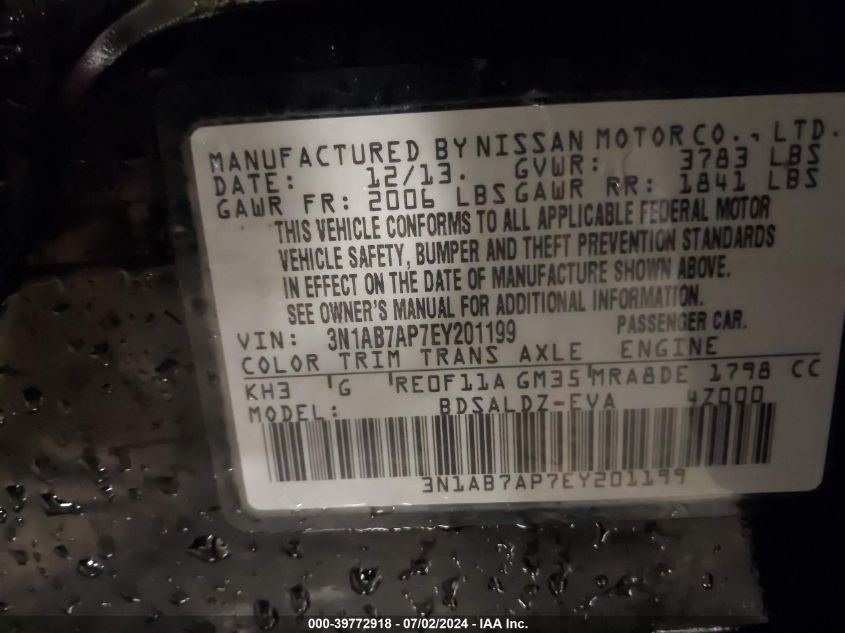 MANUFACTURED BY NISSAN MOTOR CO., LTD.
DATE: 12/13. GVWR: 3783 LBS
GAWR FR: 2006 LBS GAWR RR: 1841 LBS
THIS VEHICLE CONFORMS TO ALL APPLICABLE FEDERAL MOTOR
VEHICLE SAFETY, BUMPER AND THEFT PREVENTION STANDARDS
IN EFFECT ON THE DATE OF MANUFACTURE SHOWN ABOVE.
SEE OWNER'S MANUAL FOR ADDITIONAL INFORMATION.
VIN: 3N1AB7AP7EY201199 PASSENGER CAR.
COLOR TRIM TRANS AXLE ENGINE
KH3 G RE0F11A GM35 MRA8DE 1798 CC
MODEL: BDSALDZ-EVA 4Z000
3N1AB7AP7EY201199
000-39772918 - 07/02/2024 - IAA Inc.